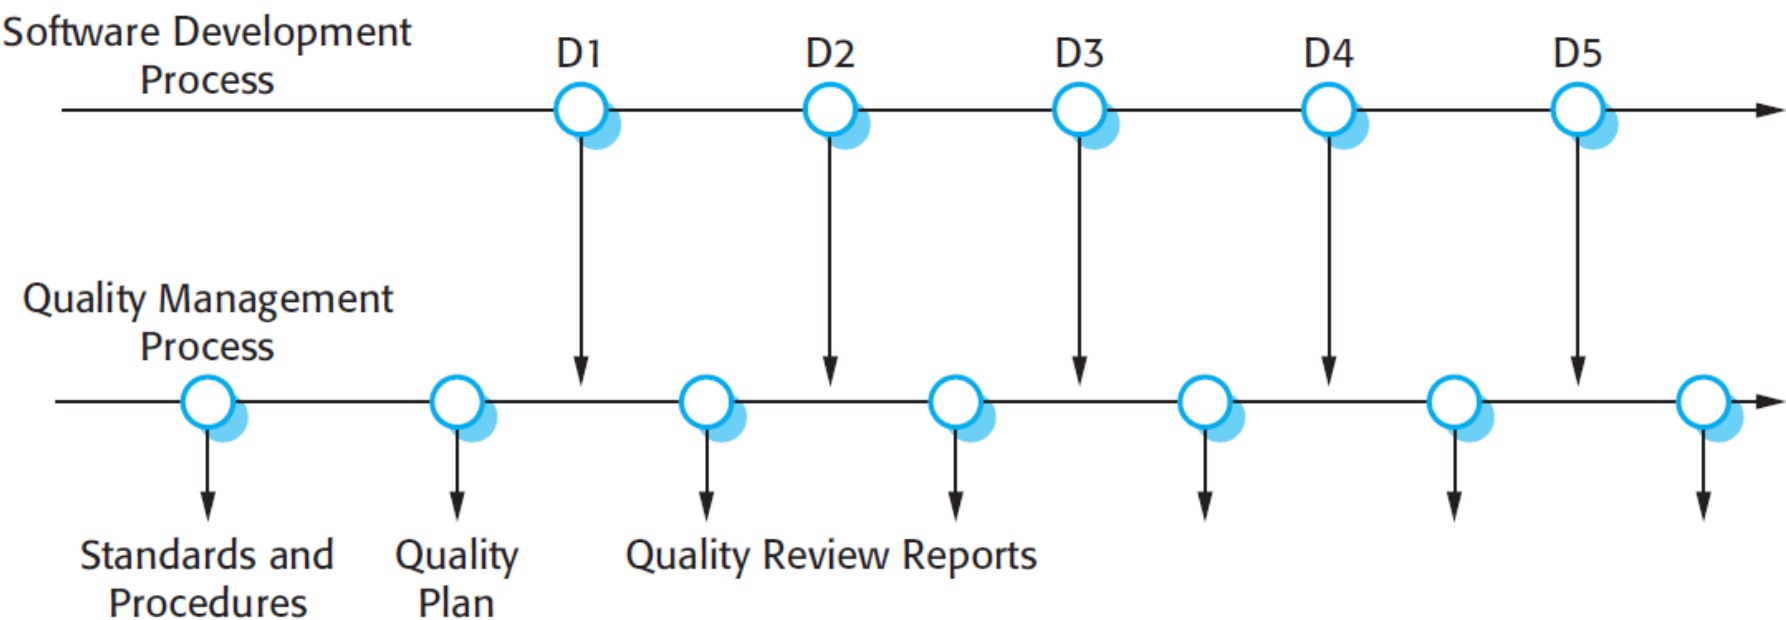 Software Development
Process
D1
D2
D3
D4
D5
Quality Management
Process
Standards and
Procedures
Quality
Plan
Quality Review Reports